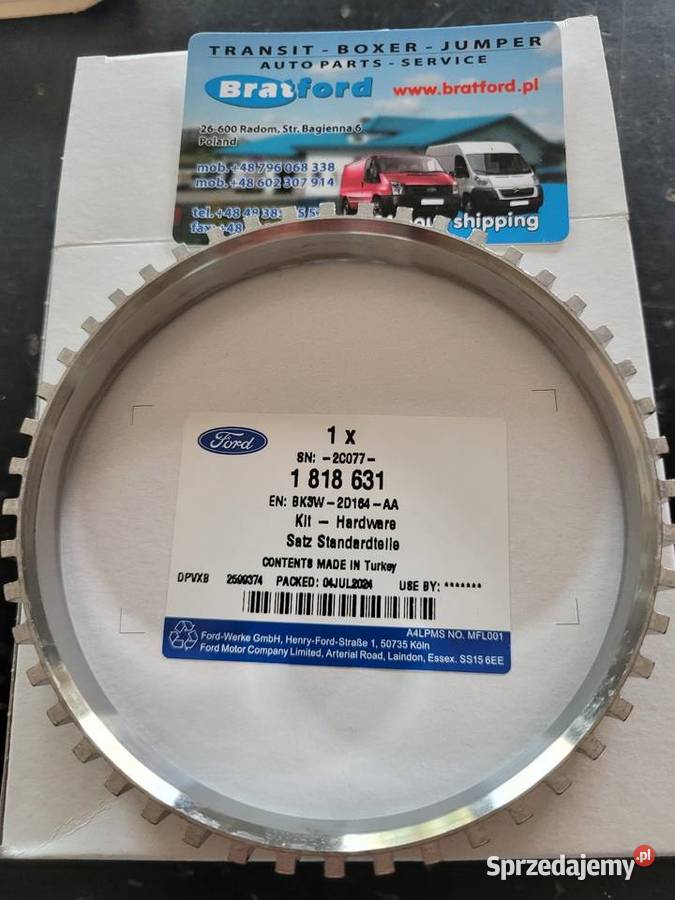 TRANSIT - BOXER - JUMPER
AUTO PARTS - SERVICE
Bratford
www.bratford.pl
26-600 Radom, Str. Bagienna 6
Poland
mob. +48 796 068 338
mob. +48 602 307 914
tel. +48 48 38
fax: +48
shipping
Ford
1 x
SN: -2C077-
1 818 631
EN: BK3W-2D164-AA
Kit - Hardware
Satz Standardteile
CONTENTS MADE IN Turkey
DPVXB 2599374 PACKED: 04JUL2024 USE BY: *******
A4LPMS NO. MFL001
Ford-Werke GmbH, Henry-Ford-Straße 1, 50735 Köln
Ford Motor Company Limited, Arterial Road, Laindon, Essex. SS15 6EE
Sprzedajemy.pl